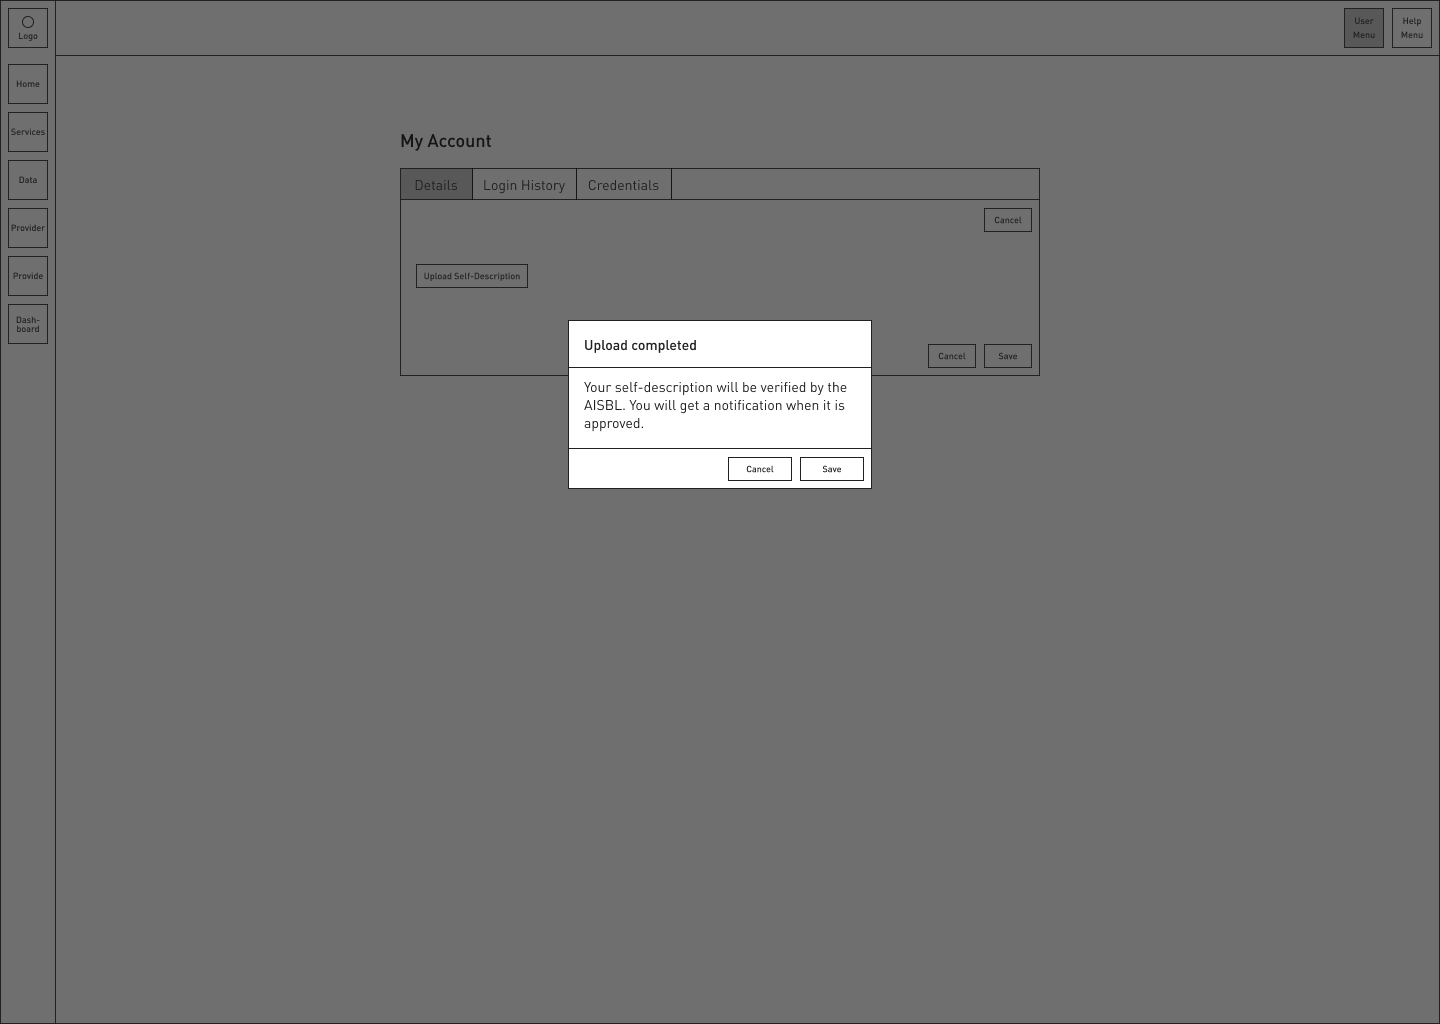 Logo
User
Menu
Help
Menu
Home
Services
Data
Provider
Provide
Dash-
board
My Account
Details
Login History
Credentials
Cancel
Upload Self-Description
Cancel
Save
Upload completed
Your self-description will be verified by the
AISBL. You will get a notification when it is
approved.
Cancel
Save